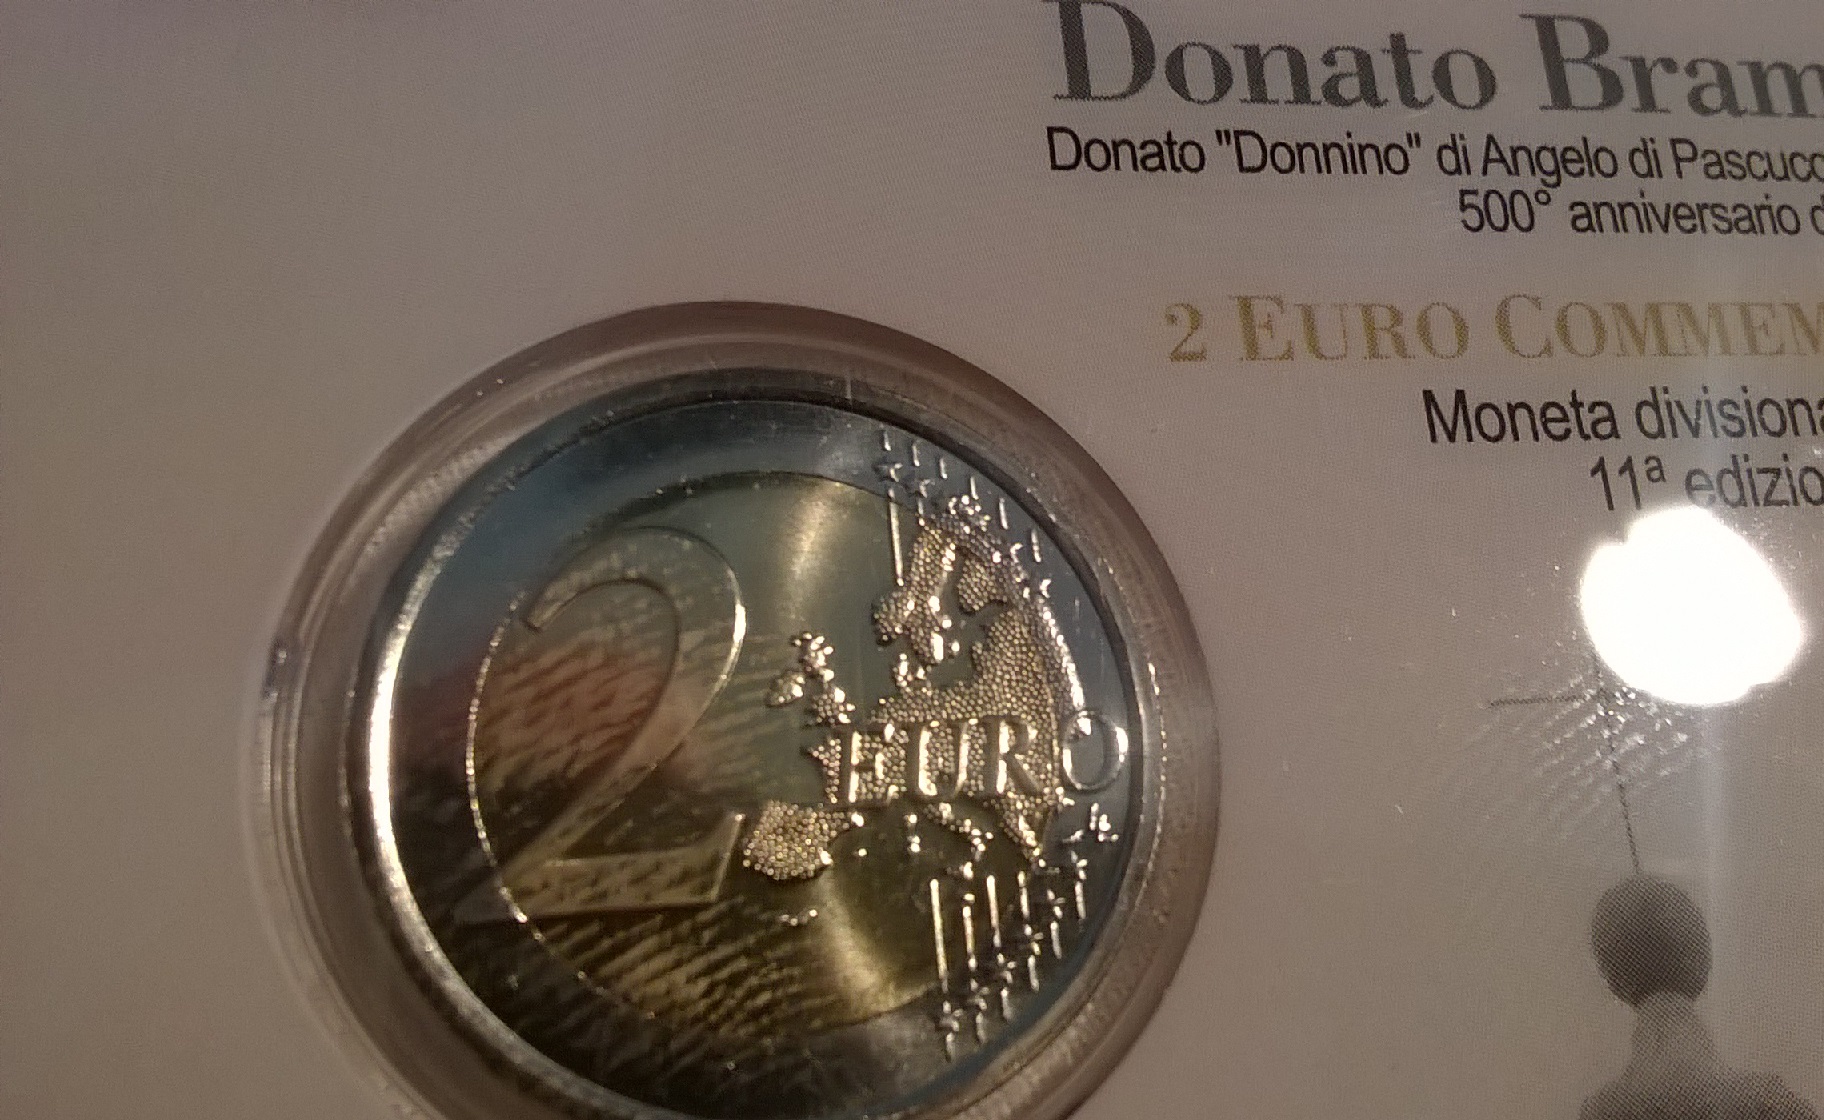 Donato Bram
Donato "Donnino" di Angelo di Pascucc
500° anniversario d
2 EURO COMMEM
Moneta divisiona
11ª edizio
2 EURO